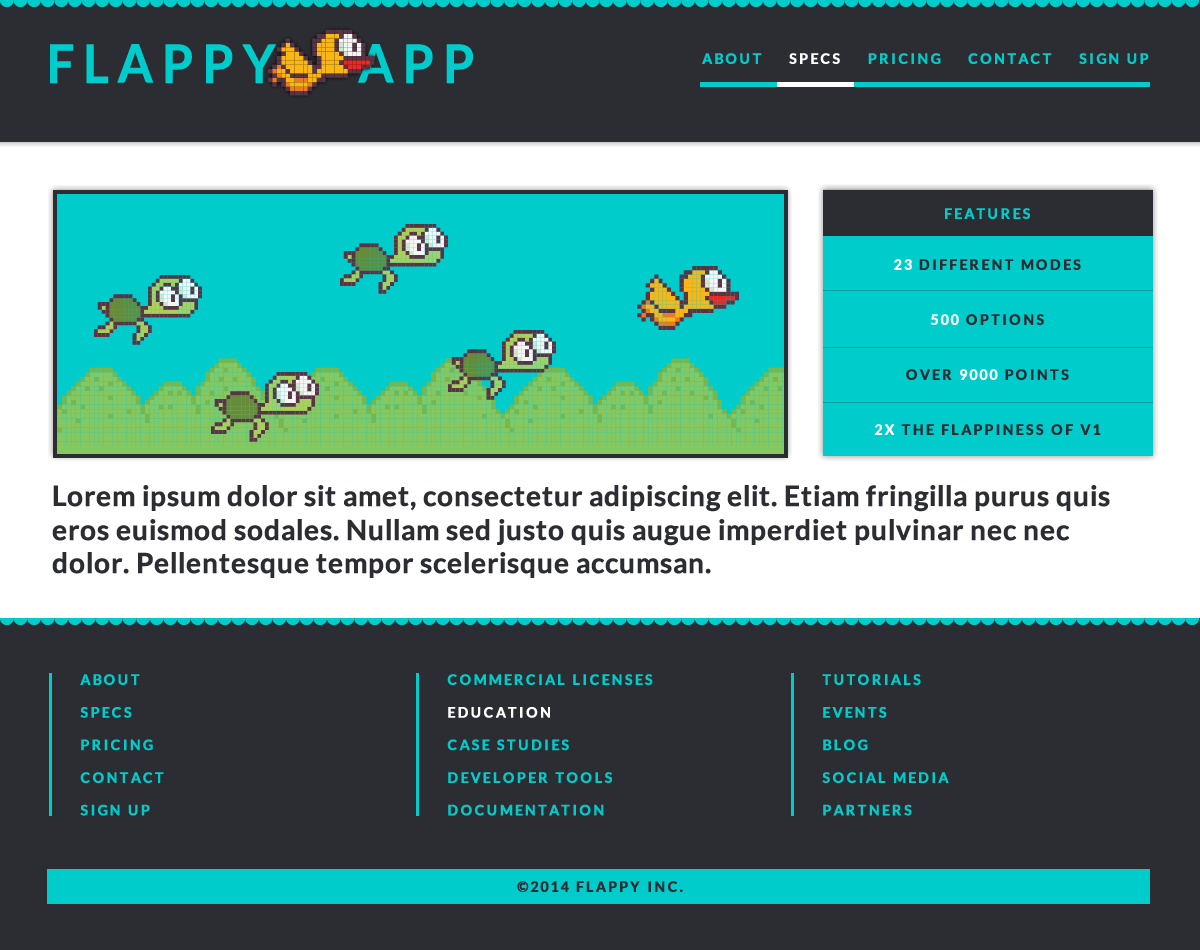 FLAPPY APP
ABOUT SPECS PRICING CONTACT SIGN UP
FEATURES
23 DIFFERENT MODES
500 OPTIONS
OVER 9000 POINTS
2X THE FLAPPINESS OF V1
Lorem ipsum dolor sit amet, consectetur adipiscing elit. Etiam fringilla purus quis
eros euismod sodales. Nullam sed justo quis augue imperdiet pulvinar nec nec
dolor. Pellentesque tempor scelerisque accumsan.
ABOUT
SPECS
PRICING
CONTACT
SIGN UP
COMMERCIAL LICENSES
EDUCATION
CASE STUDIES
DEVELOPER TOOLS
DOCUMENTATION
TUTORIALS
EVENTS
BLOG
SOCIAL MEDIA
PARTNERS
©2014 FLAPPY INC.